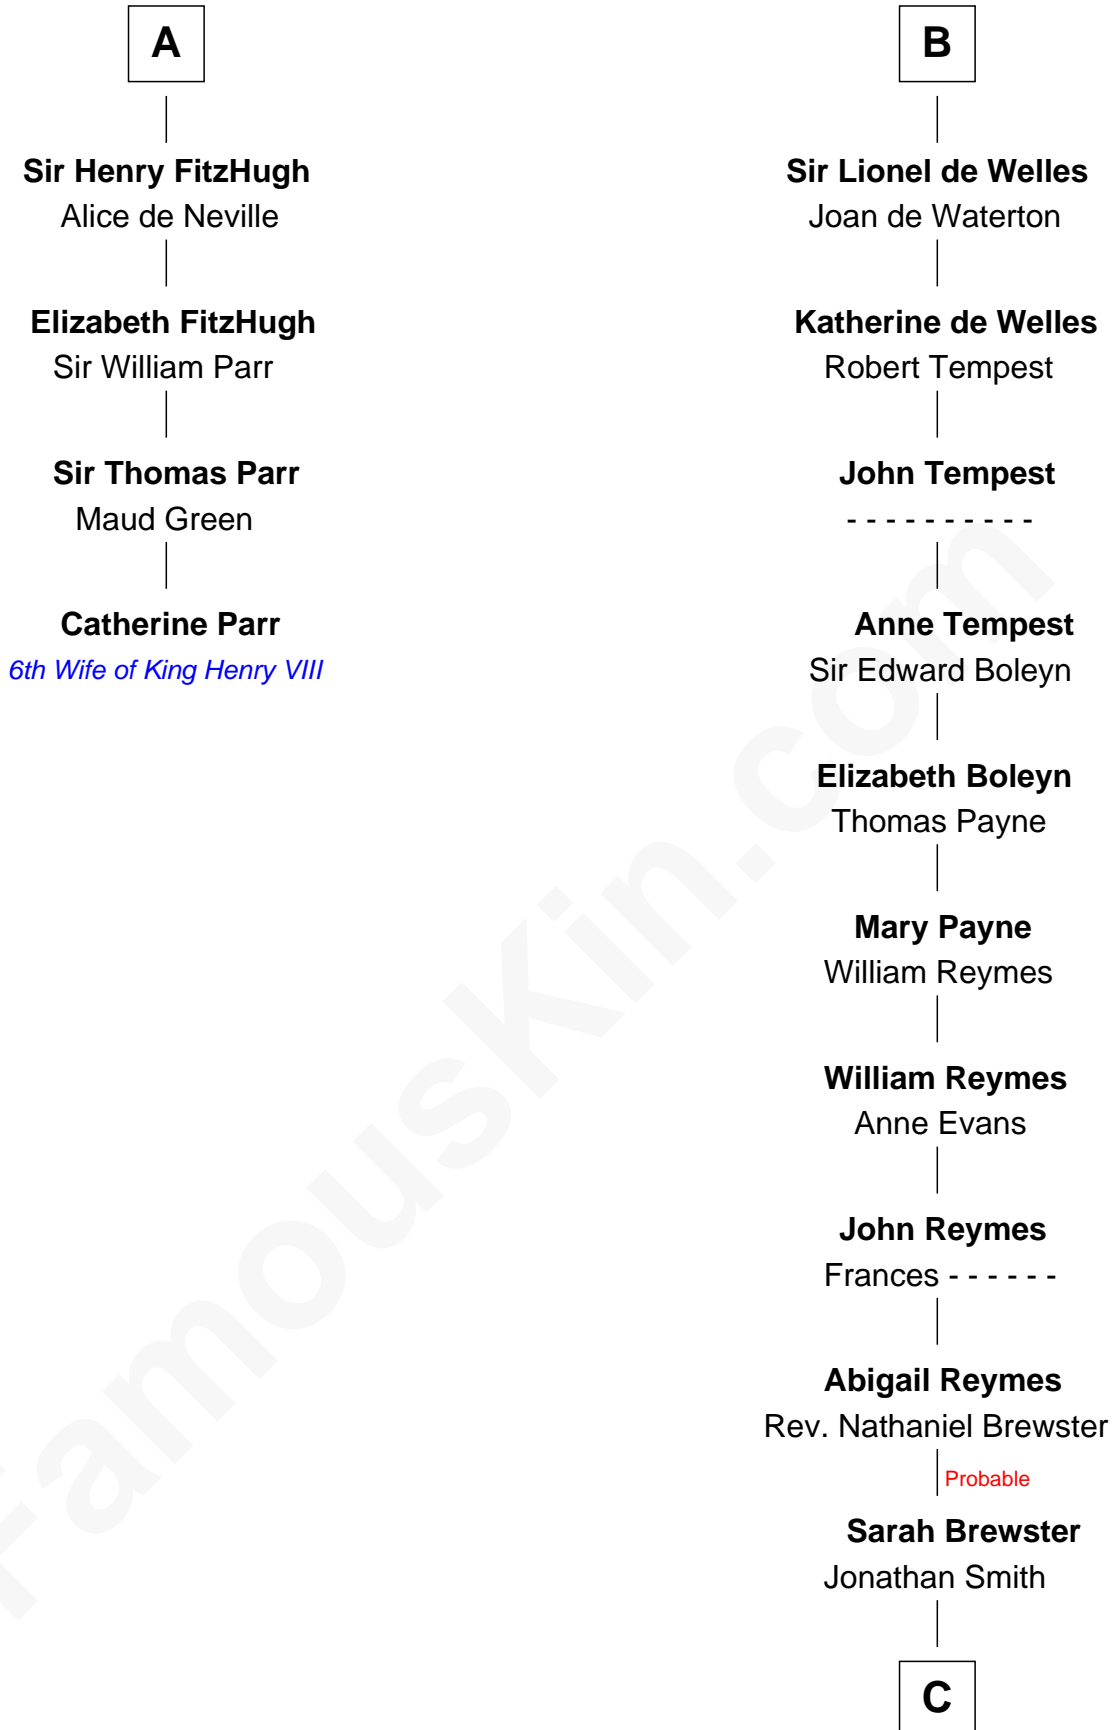 A
Sir Henry FitzHugh
Alice de Neville
Elizabeth FitzHugh
Sir William Parr
Sir Thomas Parr
Maud Green
Catherine Parr
6th Wife of King Henry VIII
B
Sir Lionel de Welles
Joan de Waterton
Katherine de Welles
Robert Tempest
John Tempest
- - - - - - - - - -
Anne Tempest
Sir Edward Boleyn
Elizabeth Boleyn
Thomas Payne
Mary Payne
William Reymes
William Reymes
Anne Evans
John Reymes
Frances - - - - - -
Abigail Reymes
Rev. Nathaniel Brewster
Probable
Sarah Brewster
Jonathan Smith
C
FamousKin.com